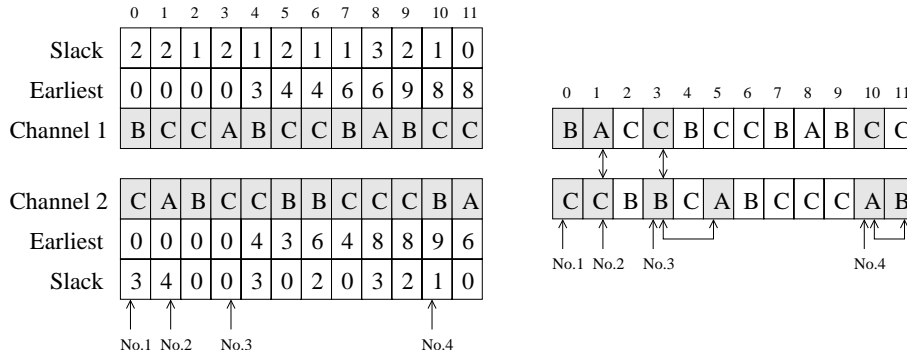 0 1 2 3 4 5 6 7 8 9 10 11
Slack 2 2 1 2 1 2 1 1 3 2 1 0
Earliest 0 0 0 0 3 4 4 6 6 9 8 8
Channel 1 B C C A B C C B A B C C
Channel 2 C A B C C B B C C C B A
Earliest 0 0 0 0 4 3 6 4 8 8 9 6
Slack 3 4 0 0 3 0 2 0 3 2 1 0
No.1 No.2 No.3 No.4
0 1 2 3 4 5 6 7 8 9 10 11
B A C C B C C B A B C C
C C B B C A B C C C A B
No.1 No.2 No.3 No.4